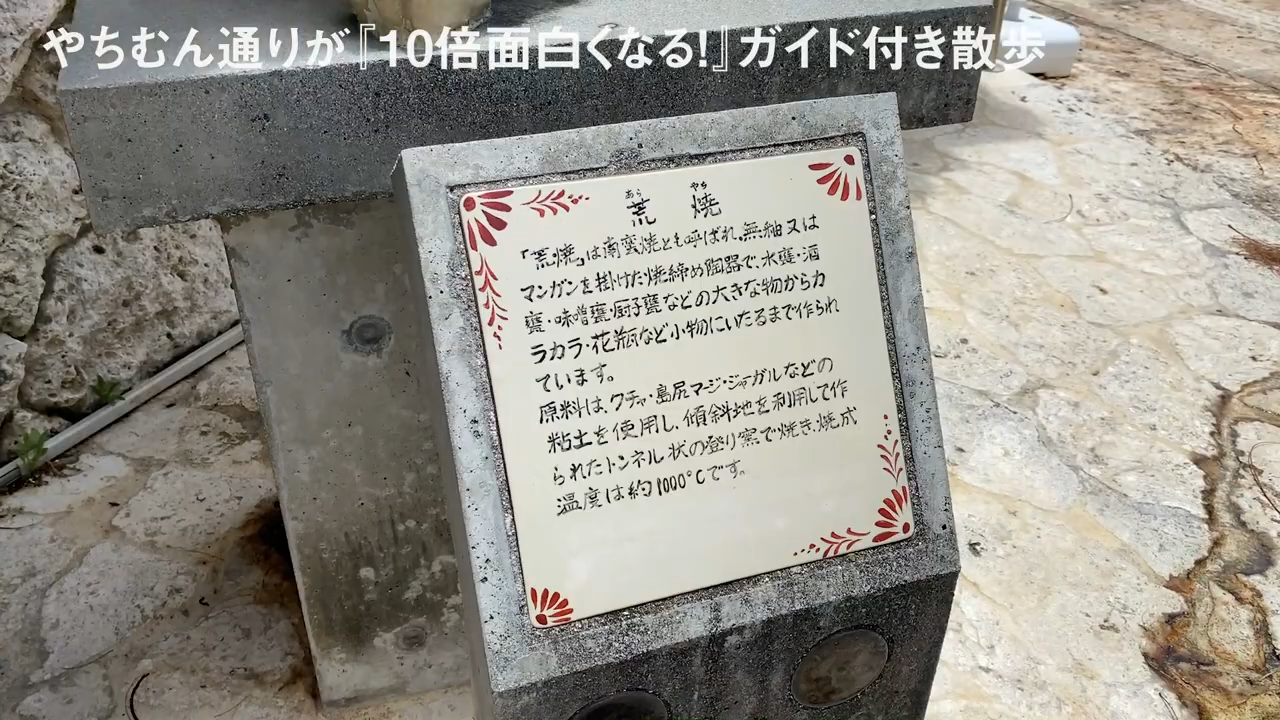 やちむん通りが『10倍面白くなる!』ガイド付き散歩
あら やち
荒 焼
「荒焼」は南蛮焼とも呼ばれ、無釉又は
マンガンを掛けた焼締め陶器で、水甕・酒
甕・味噌甕・厨子甕などの大きな物からカ
ラカラ・花瓶など小物にいたるまで作られ
ています。
原料は、クチャ・島尻マージ・ジャガルなどの
粘土を使用し、傾斜地を利用して作
られたトンネル状の登り窯で焼き、焼成
温度は約1000°Cです。